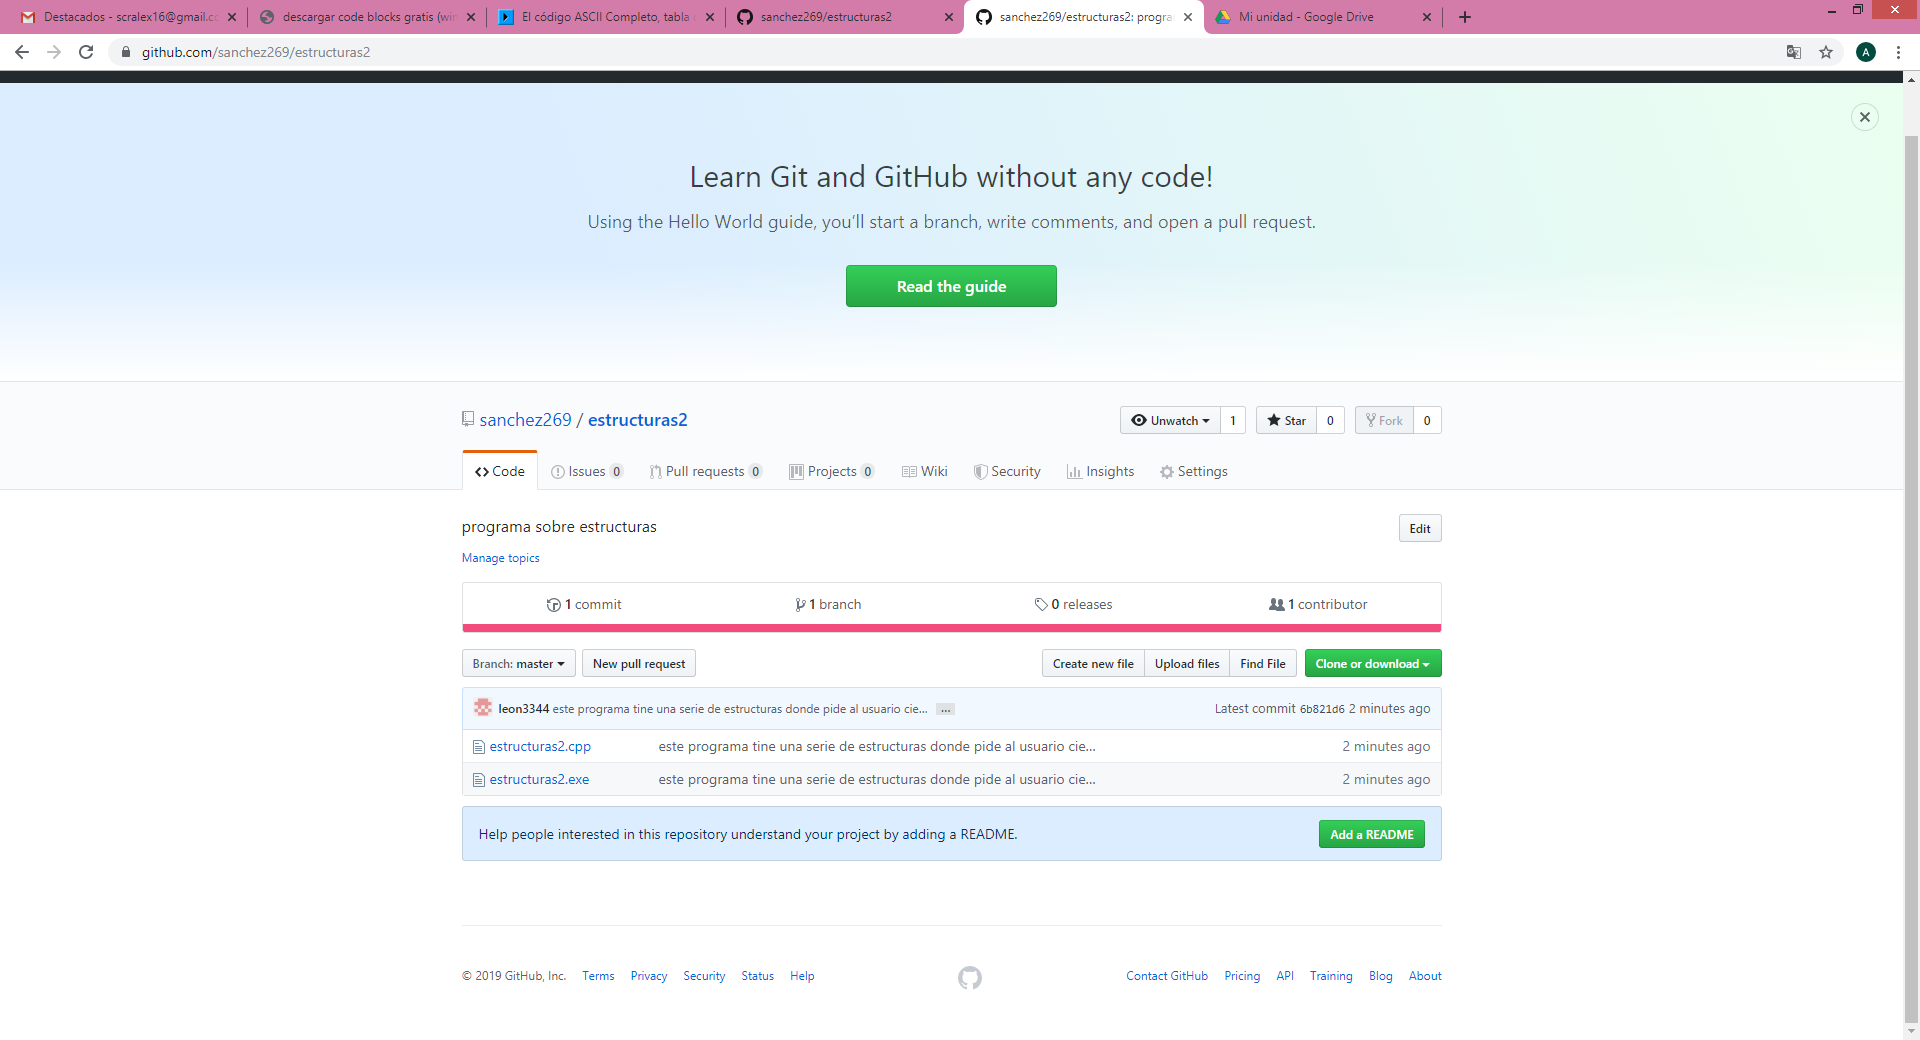 Destacados - scralex16@gmail.cc
descargar code blocks gratis (win
El código ASCII Completo, tabla
sanchez269/estructuras2
sanchez269/estructuras2: progra
Mi unidad - Google Drive
github.com/sanchez269/estructuras2
A
Learn Git and GitHub without any code!
Using the Hello World guide, you’ll start a branch, write comments, and open a pull request.
Read the guide
sanchez269 / estructuras2
Unwatch 1 Star 0 Fork 0
Code Issues 0 Pull requests 0 Projects 0 Wiki Security Insights Settings
programa sobre estructuras
Edit
Manage topics
1 commit 1 branch 0 releases 1 contributor
Branch: master New pull request Create new file Upload files Find File Clone or download
leon3344 este programa tine una serie de estructuras donde pide al usuario cie... … Latest commit 6b821d6 2 minutes ago
estructuras2.cpp este programa tine una serie de estructuras donde pide al usuario cie... 2 minutes ago
estructuras2.exe este programa tine una serie de estructuras donde pide al usuario cie... 2 minutes ago
Help people interested in this repository understand your project by adding a README. Add a README
© 2019 GitHub, Inc. Terms Privacy Security Status Help Contact GitHub Pricing API Training Blog About